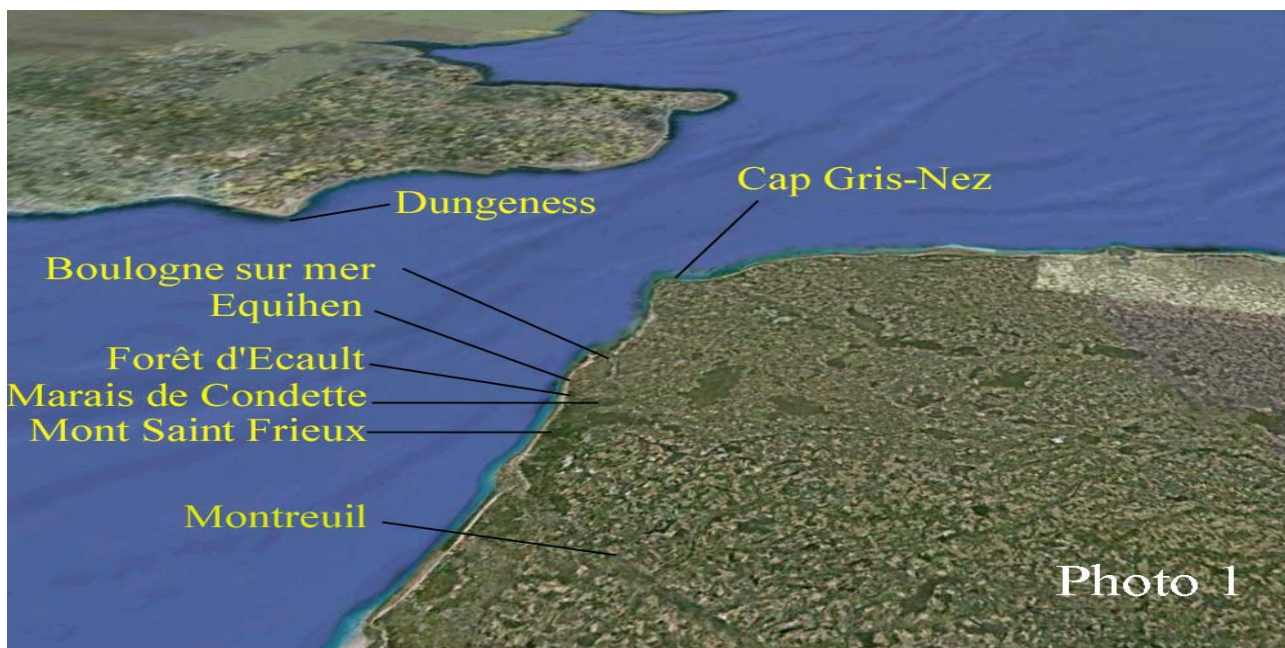 Cap Gris-Nez
Dungeness
Boulogne sur mer
Equihen
Forêt d'Ecault
Marais de Condette
Mont Saint Frieux
Montreuil
Photo 1